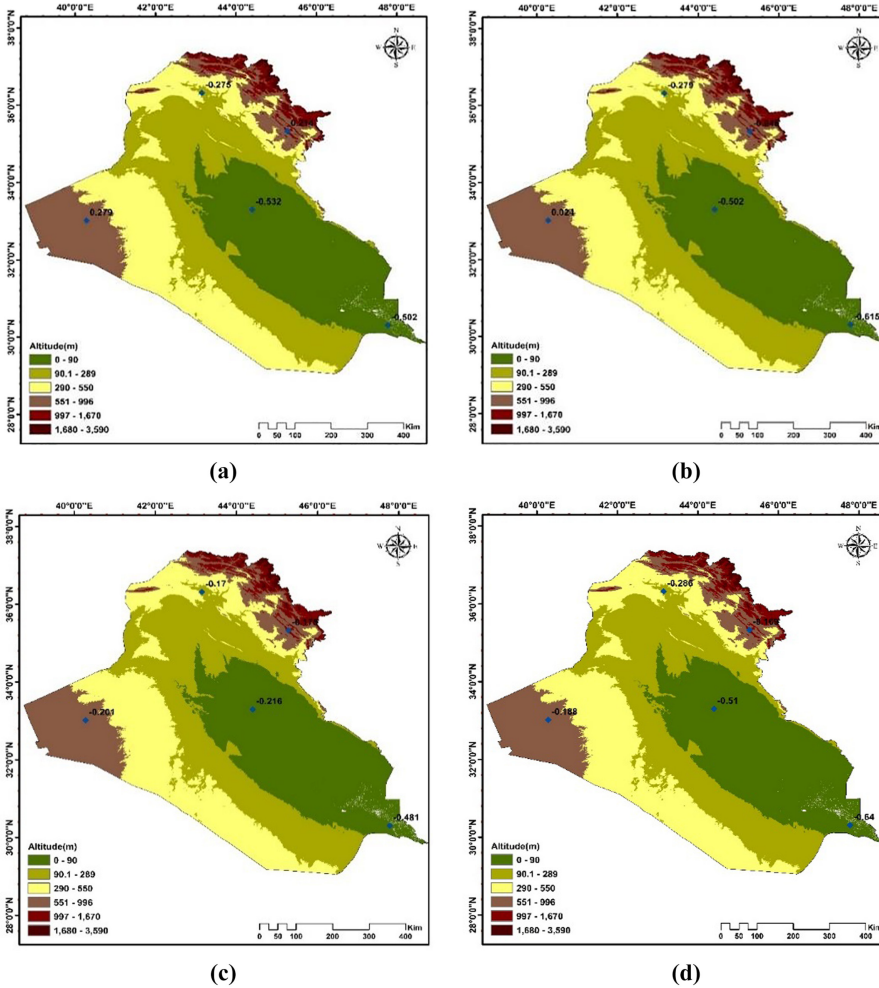 40°0'0"E 42°0'0"E 44°0'0"E 46°0'0"E 48°0'0"E
38°0'0"N
36°0'0"N
34°0'0"N
32°0'0"N
30°0'0"N
28°0'0"N
N
W E
S
-0.275
-0.532
0.279
-0.502
Altitude(m)
0 - 90
90.1 - 289
290 - 550
551 - 996
997 - 1,670
1,680 - 3,590
Kim
0 50 100 200 300 400
(a)
40°0'0"E 42°0'0"E 44°0'0"E 46°0'0"E 48°0'0"E
38°0'0"N
36°0'0"N
34°0'0"N
32°0'0"N
30°0'0"N
28°0'0"N
N
W E
S
-0.279
-0.502
0.021
-0.615
Altitude(m)
0 - 90
90.1 - 289
290 - 550
551 - 996
997 - 1,670
1,680 - 3,590
Kim
0 50 100 200 300 400
(b)
40°0'0"E 42°0'0"E 44°0'0"E 46°0'0"E 48°0'0"E
38°0'0"N
36°0'0"N
34°0'0"N
32°0'0"N
30°0'0"N
28°0'0"N
N
W E
S
-0.17
-0.216
-0.201
-0.481
Altitude(m)
0 - 90
90.1 - 289
290 - 550
551 - 996
997 - 1,670
1,680 - 3,590
Kim
0 50 100 200 300 400
(c)
40°0'0"E 42°0'0"E 44°0'0"E 46°0'0"E 48°0'0"E
38°0'0"N
36°0'0"N
34°0'0"N
32°0'0"N
30°0'0"N
28°0'0"N
N
W E
S
-0.286
-0.51
-0.188
-0.64
Altitude(m)
0 - 90
90.1 - 289
290 - 550
551 - 996
997 - 1,670
1,680 - 3,590
Kim
0 50 100 200 300 400
(d)